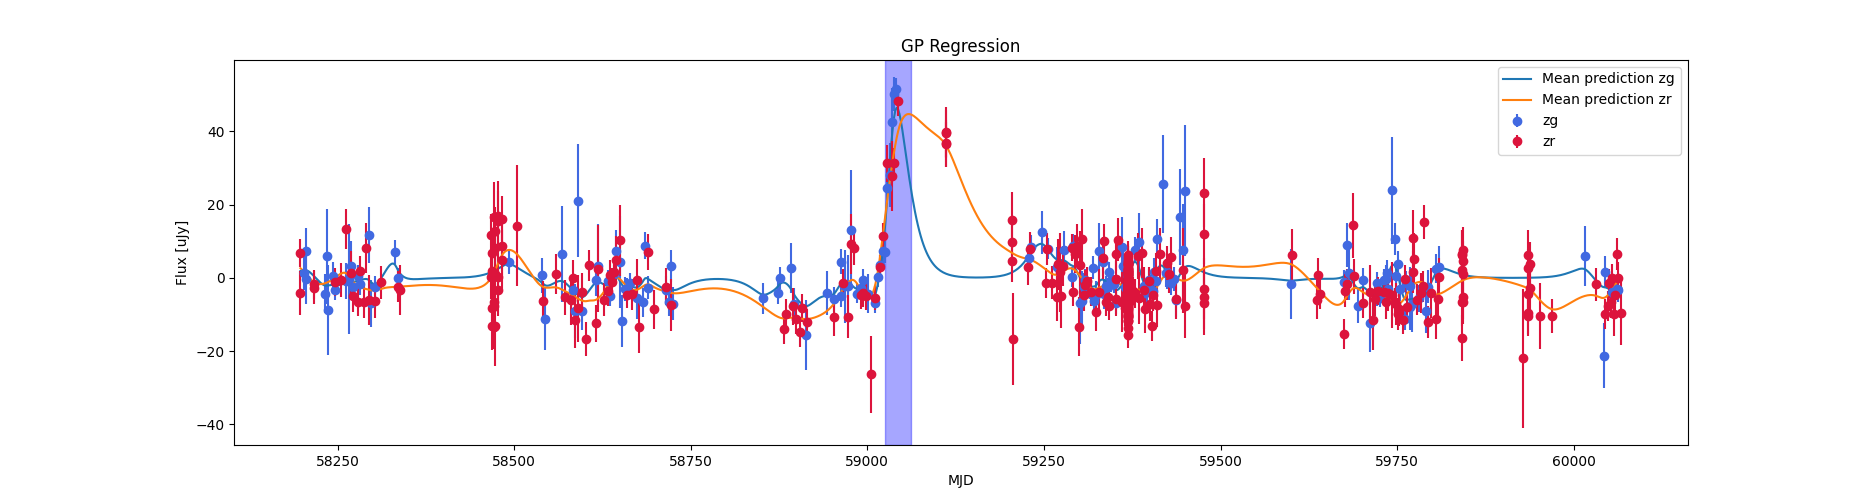 GP Regression
Mean prediction zg
Mean prediction zr
zg
zr
Flux [uJy]
40
20
0
−20
−40
58250 58500 58750 59000 59250 59500 59750 60000
MJD